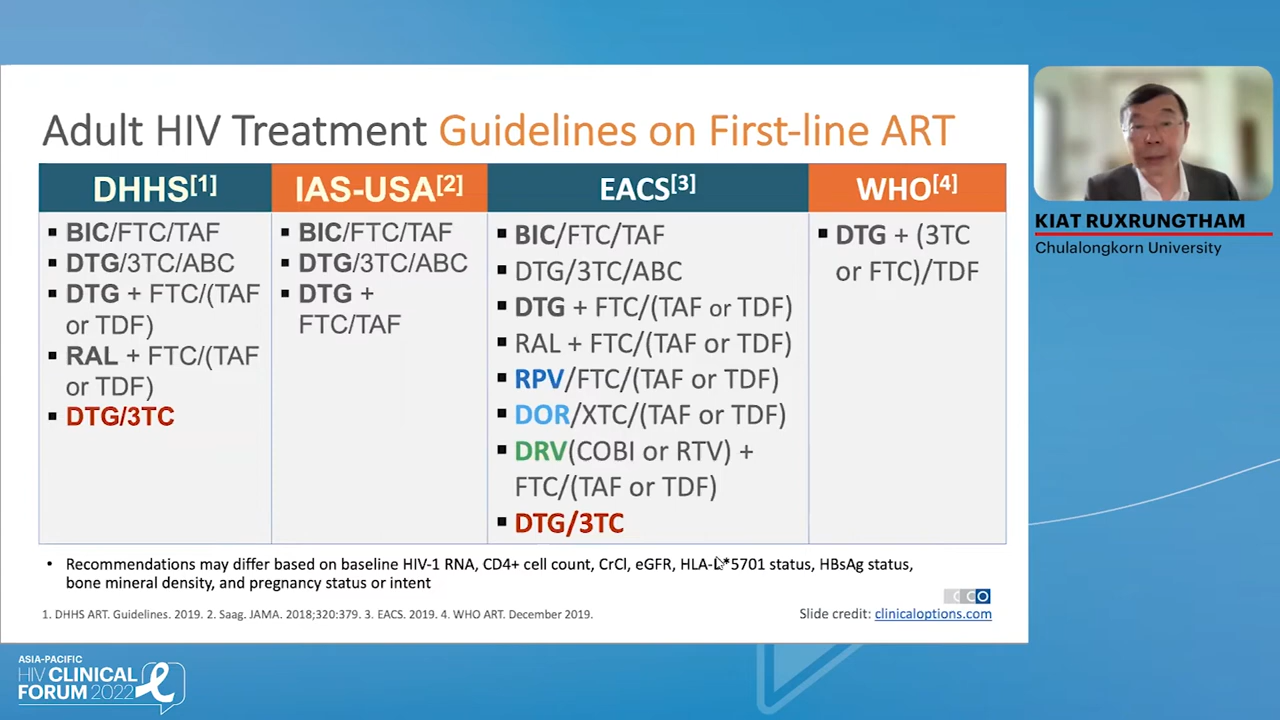 Adult HIV Treatment Guidelines on First-line ART
DHHS[1]
BIC/FTC/TAF
DTG/3TC/ABC
DTG + FTC/(TAF
or TDF)
RAL + FTC/(TAF
or TDF)
DTG/3TC
IAS-USA[2]
BIC/FTC/TAF
DTG/3TC/ABC
DTG +
FTC/TAF
EACS[3]
BIC/FTC/TAF
DTG/3TC/ABC
DTG + FTC/(TAF or TDF)
RAL + FTC/(TAF or TDF)
RPV/FTC/(TAF or TDF)
DOR/XTC/(TAF or TDF)
DRV(COBI or RTV) +
FTC/(TAF or TDF)
DTG/3TC
WHO[4]
DTG + (3TC
or FTC)/TDF
• Recommendations may differ based on baseline HIV-1 RNA, CD4+ cell count, CrCl, eGFR, *5701 status, HBsAg status,
bone mineral density, and pregnancy status or intent
1. DHHS ART. Guidelines. 2019. 2. Saag. JAMA. 2018;320:379. 3. EACS. 2019. 4. WHO ART. December 2019.
CCO
Slide credit: clinicaloptions.com
KIAT RUXRUNGTHAM
Chulalongkorn University
ASIA-PACIFIC
HIV CLINICAL
FORUM 2022